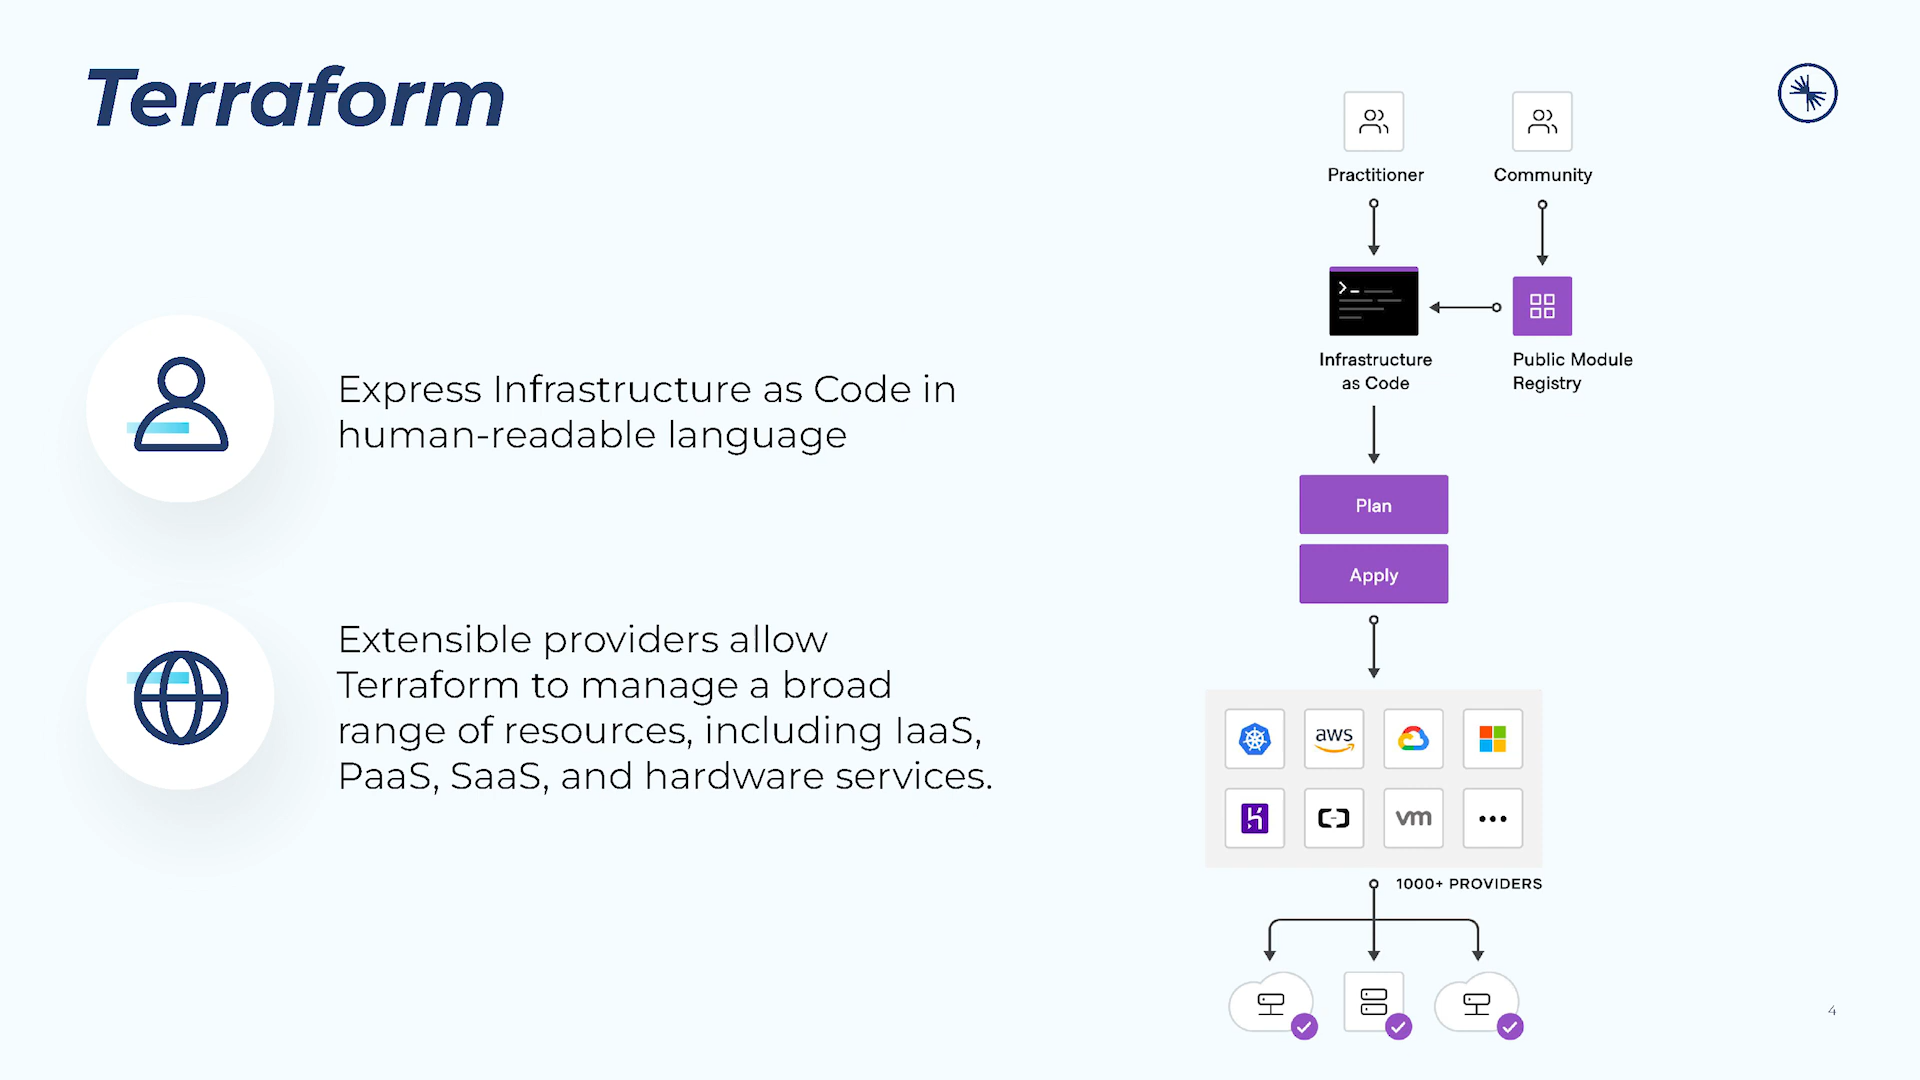 Terraform
Express Infrastructure as Code in
human-readable language
Extensible providers allow
Terraform to manage a broad
range of resources, including IaaS,
PaaS, SaaS, and hardware services.
Practitioner
Community
Infrastructure
as Code
Public Module
Registry
Plan
Apply
aws
vm
1000+ PROVIDERS
4